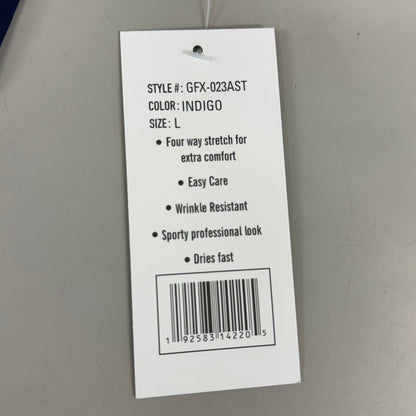 STYLE #: GFX-023AST
COLOR: INDIGO
SIZE: L
• Four way stretch for
extra comfort
• Easy Care
• Wrinkle Resistant
• Sporty professional look
• Dries fast
1 92583 14220 5